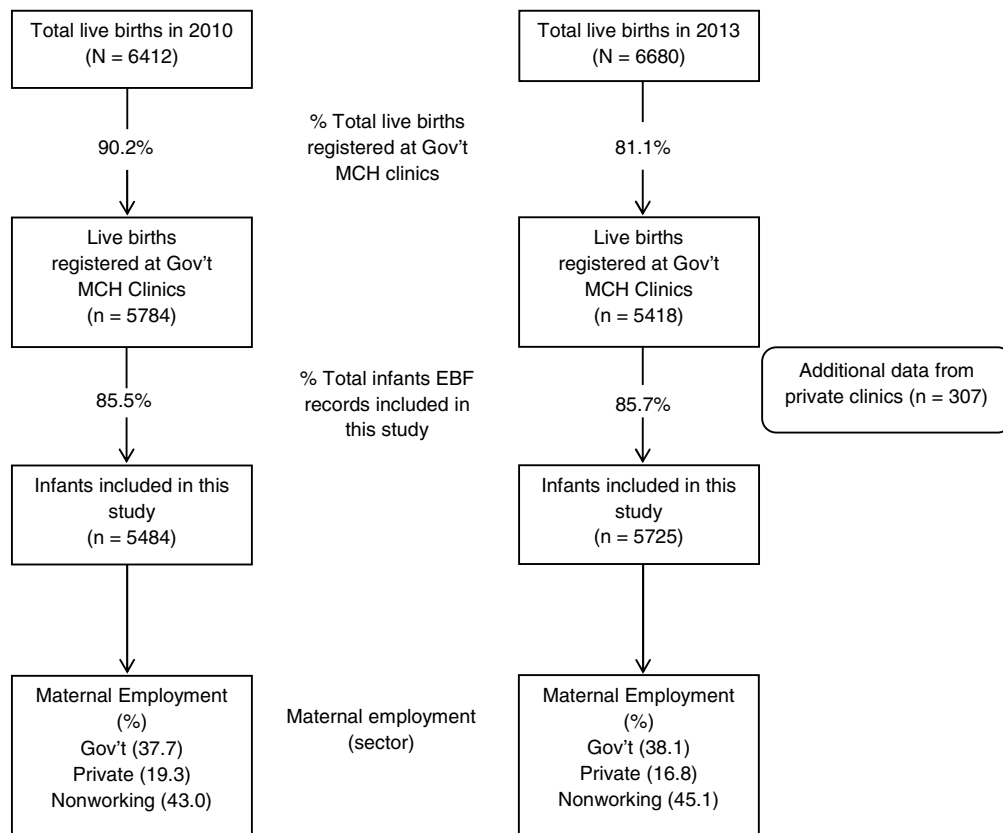 Total live births in 2010
(N = 6412)
Total live births in 2013
(N = 6680)
90.2%
% Total live births
registered at Gov't
MCH clinics
81.1%
Live births
registered at Gov't
MCH Clinics
(n = 5784)
Live births
registered at Gov't
MCH Clinics
(n = 5418)
85.5%
% Total infants EBF
records included in
this study
85.7%
Additional data from
private clinics (n = 307)
Infants included in this
study
(n = 5484)
Infants included in this
study
(n = 5725)
Maternal Employment
(%)
Gov't (37.7)
Private (19.3)
Nonworking (43.0)
Maternal employment
(sector)
Maternal Employment
(%)
Gov't (38.1)
Private (16.8)
Nonworking (45.1)